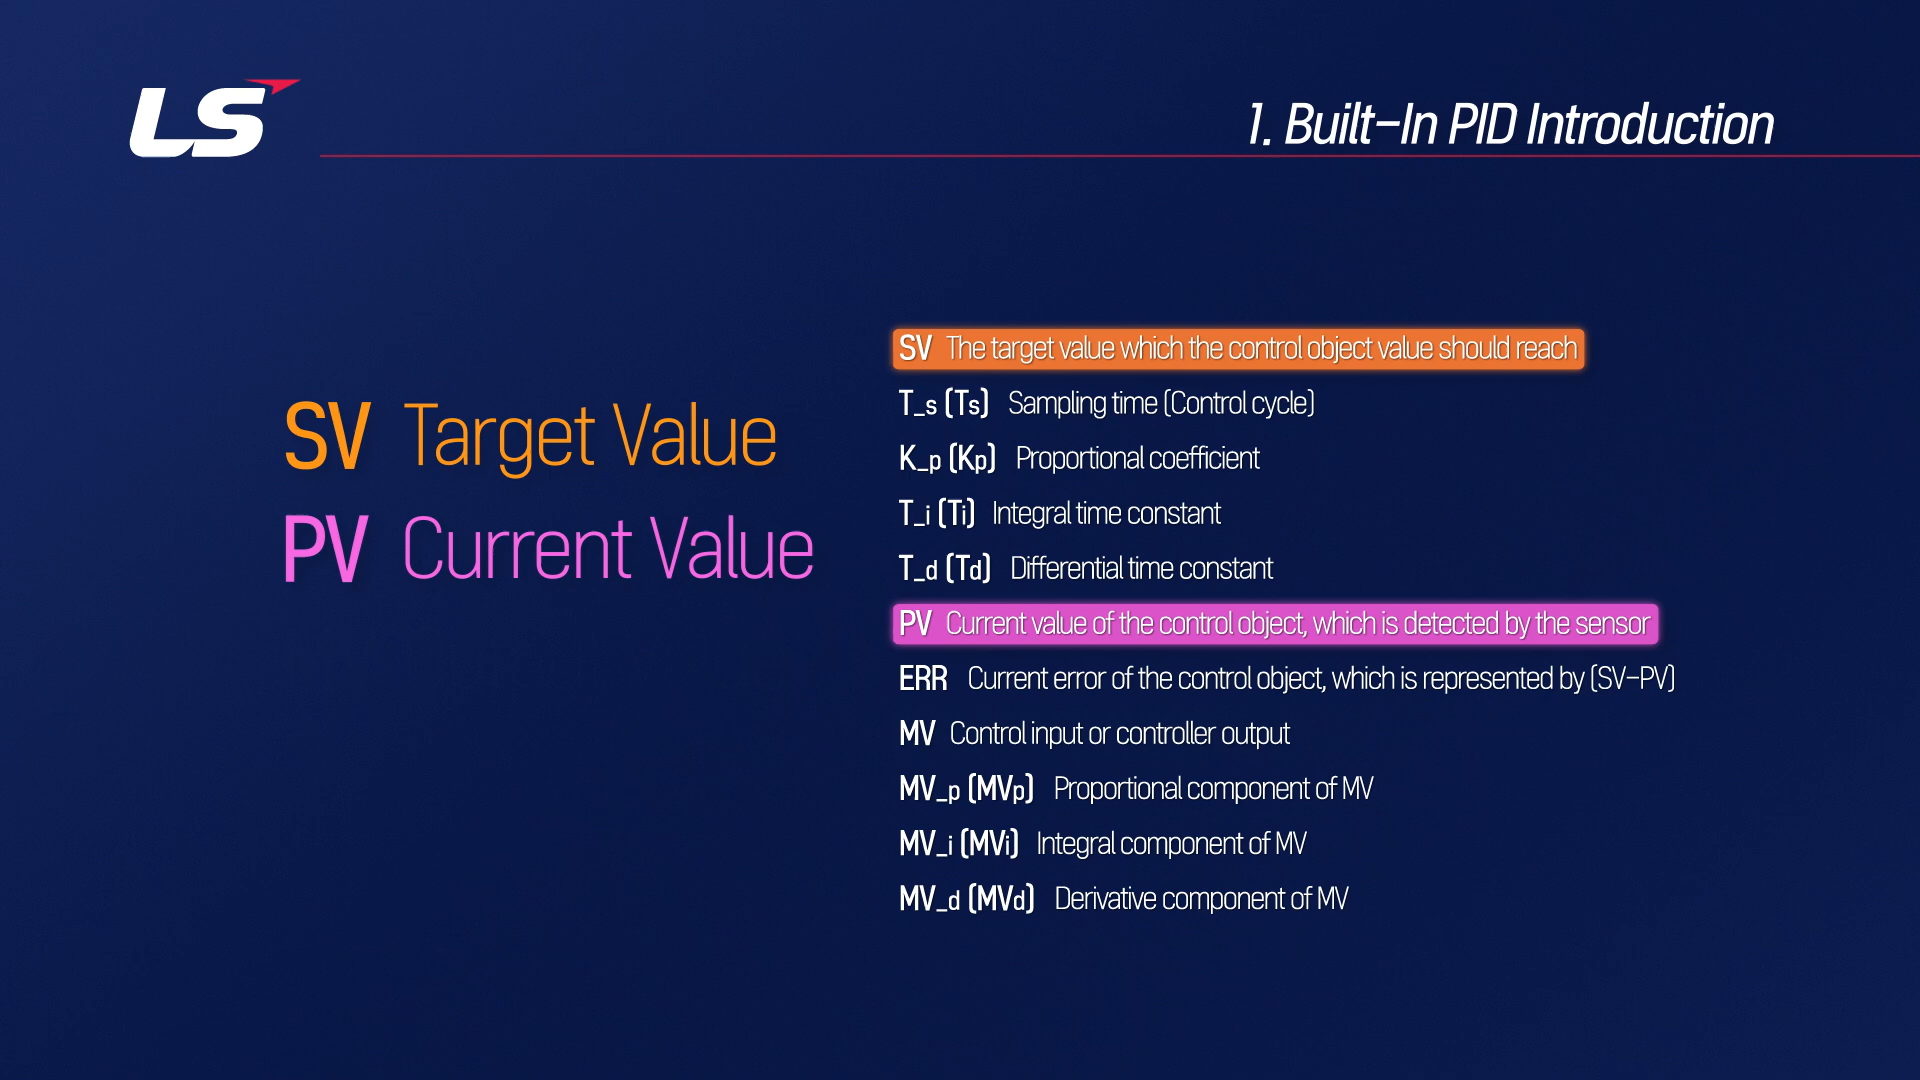 LS
1. Built-In PID Introduction
SV Target Value
PV Current Value
SV The target value which the control object value should reach
T_s (Ts) Sampling time (Control cycle)
K_p (Kp) Proportional coefficient
T_i (Ti) Integral time constant
T_d (Td) Differential time constant
PV Current value of the control object, which is detected by the sensor
ERR Current error of the control object, which is represented by (SV-PV)
MV Control input or controller output
MV_p (MVp) Proportional component of MV
MV_i (MVi) Integral component of MV
MV_d (MVd) Derivative component of MV